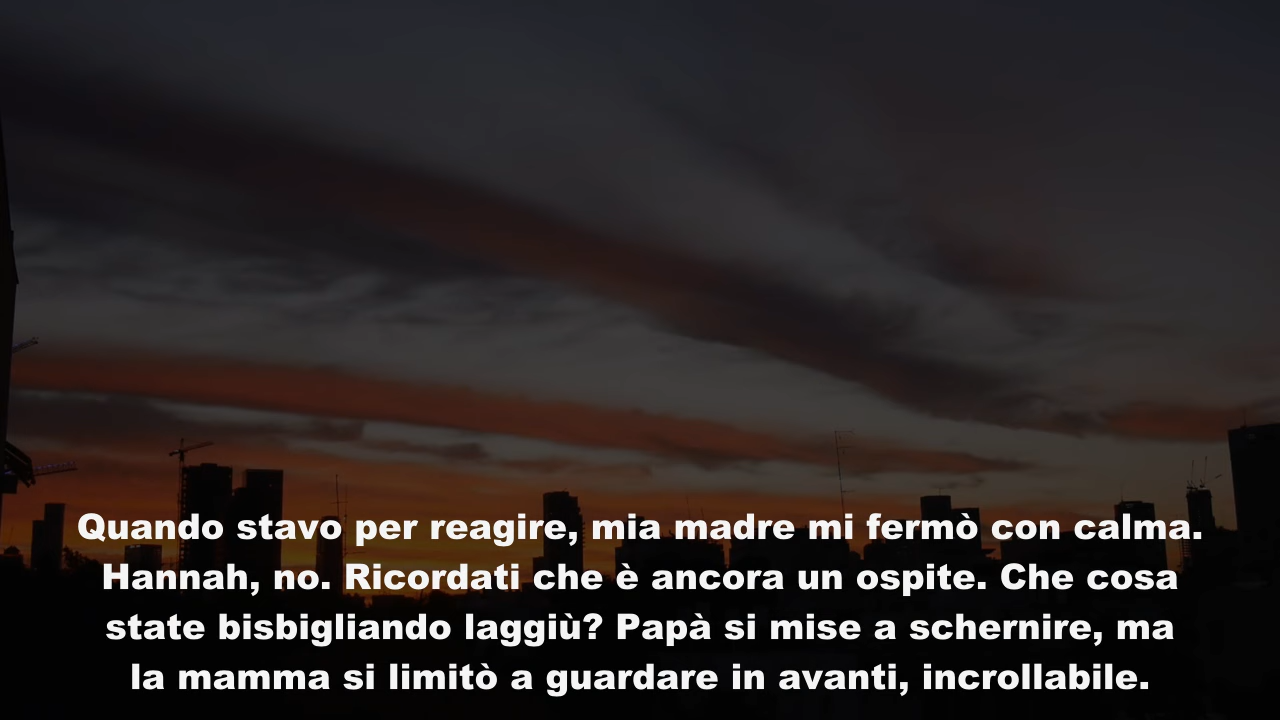 Quando stavo per reagire, mia madre mi fermò con calma.
Hannah, no. Ricordati che è ancora un ospite. Che cosa
state bisbigliando laggiù? Papà si mise a schernire, ma
la mamma si limitò a guardare in avanti, incrollabile.